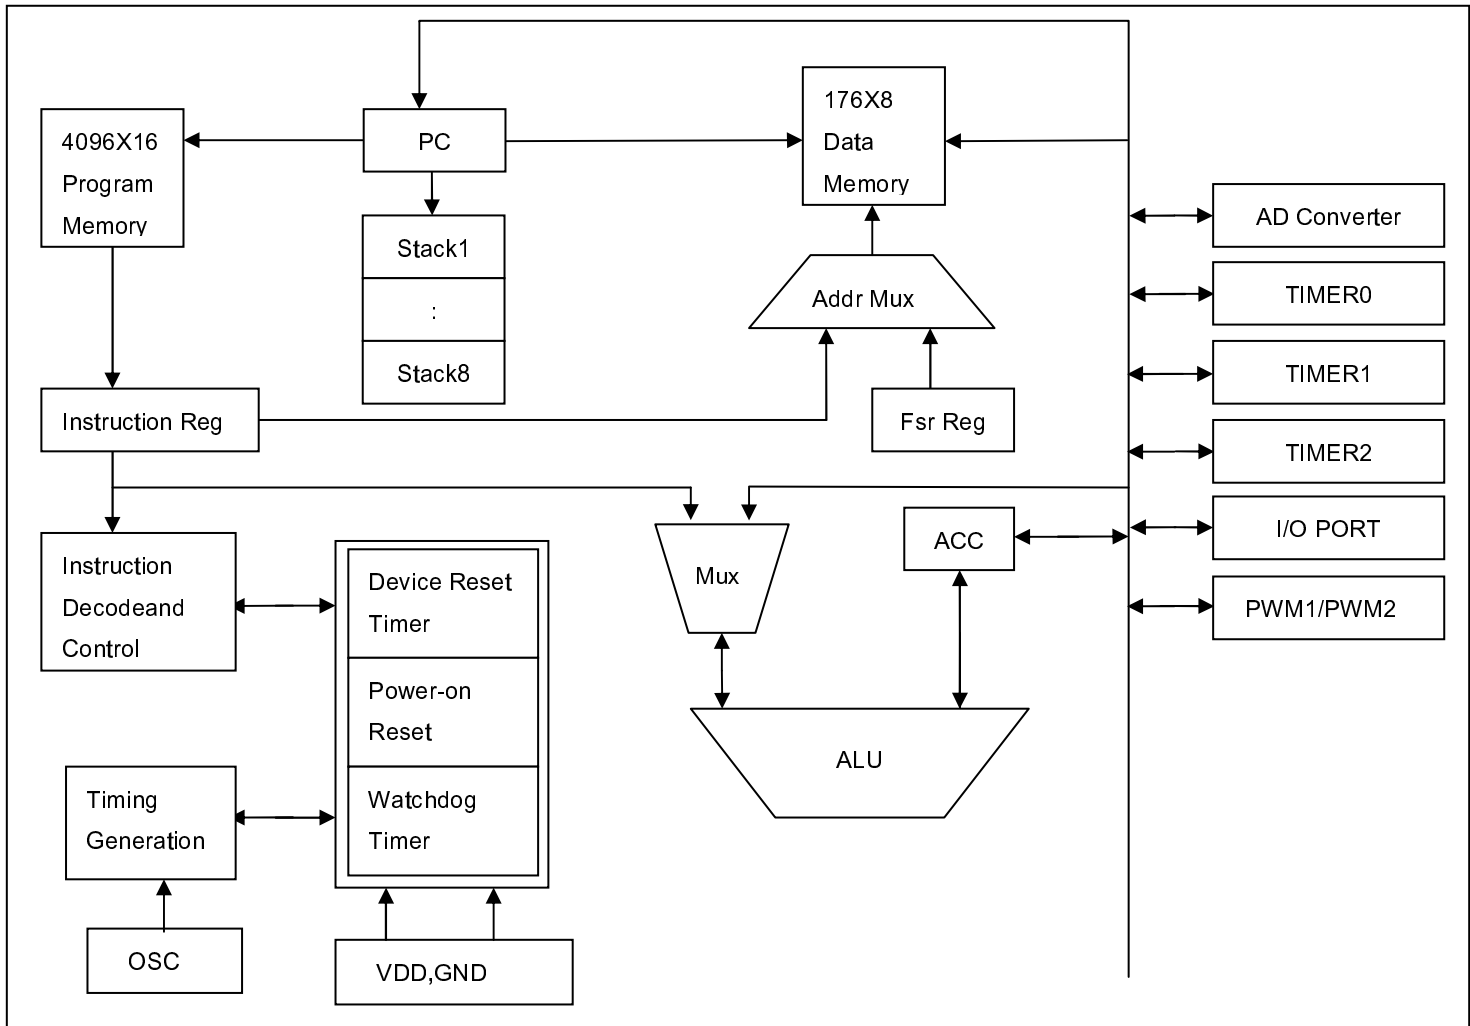 4096X16
Program
Memory
PC
176X8
Data
Memory
Stack1
:
Stack8
Addr Mux
AD Converter
TIMER0
TIMER1
TIMER2
I/O PORT
PWM1/PWM2
Instruction Reg
Fsr Reg
Instruction
Decodeand
Control
Device Reset
Timer
Power-on
Reset
Watchdog
Timer
Mux
ACC
ALU
Timing
Generation
OSC
VDD,GND